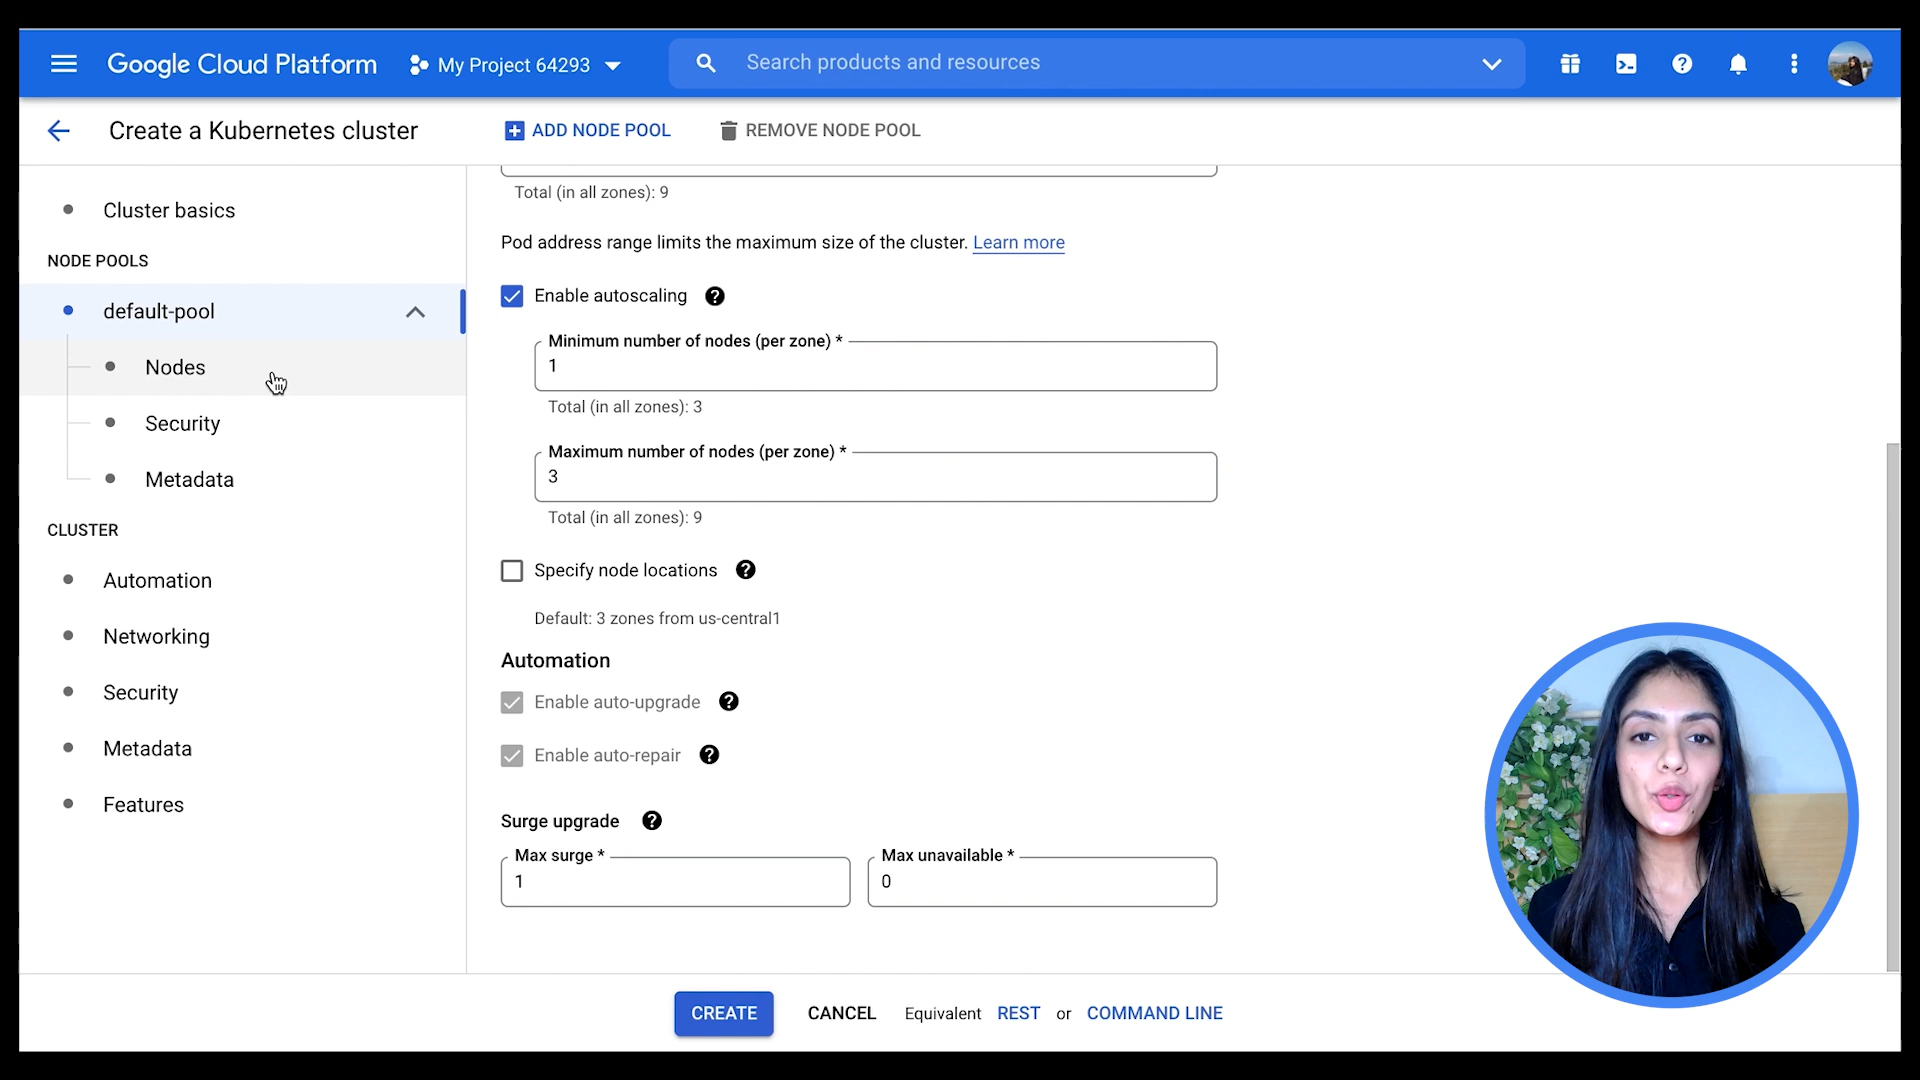 Google Cloud Platform
My Project 64293
Search products and resources
Create a Kubernetes cluster
ADD NODE POOL
REMOVE NODE POOL
Cluster basics
NODE POOLS
default-pool
Nodes
Security
Metadata
CLUSTER
Automation
Networking
Security
Metadata
Features
Total (in all zones): 9
Pod address range limits the maximum size of the cluster. Learn more
Enable autoscaling
Minimum number of nodes (per zone) *
1
Total (in all zones): 3
Maximum number of nodes (per zone) *
3
Total (in all zones): 9
Specify node locations
Default: 3 zones from us-central1
Automation
Enable auto-upgrade
Enable auto-repair
Surge upgrade
Max surge *
1
Max unavailable *
0
CREATE
CANCEL
Equivalent REST or COMMAND LINE